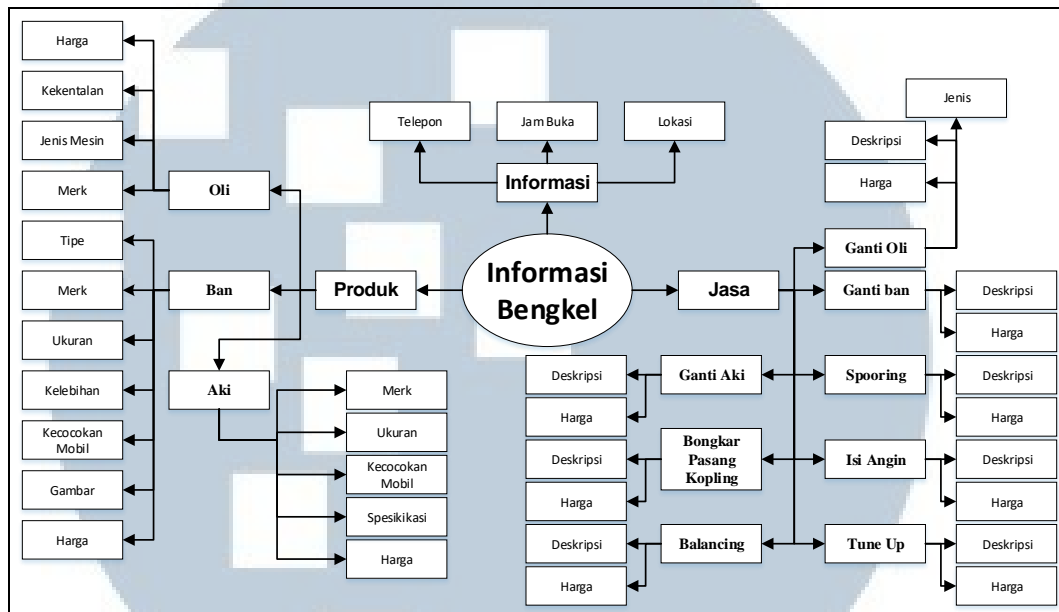 Harga
Kekentalan
Jenis Mesin
Merk
Oli
Tipe
Merk
Ukuran
Kelebihan
Kecocokan
Mobil
Gambar
Harga
Ban
Produk
Aki
Merk
Ukuran
Kecocokan
Mobil
Spesikikasi
Harga
Telepon
Jam Buka
Lokasi
Informasi
Informasi
Bengkel
Jasa
Jenis
Deskripsi
Harga
Ganti Oli
Ganti ban
Deskripsi
Harga
Deskripsi
Harga
Ganti Aki
Spooring
Deskripsi
Harga
Deskripsi
Harga
Bongkar
Pasang
Kopling
Isi Angin
Deskripsi
Harga
Deskripsi
Harga
Balancing
Tune Up
Deskripsi
Harga